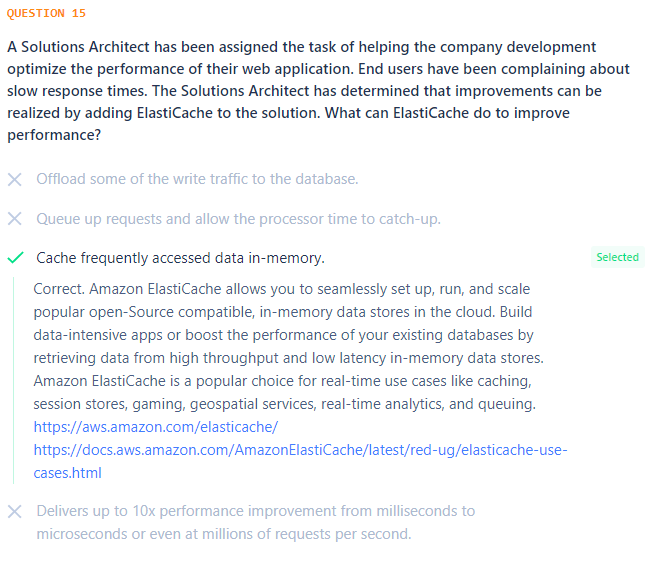 QUESTION 15
A Solutions Architect has been assigned the task of helping the company development
optimize the performance of their web application. End users have been complaining about
slow response times. The Solutions Architect has determined that improvements can be
realized by adding ElastiCache to the solution. What can ElastiCache do to improve
performance?
Offload some of the write traffic to the database.
Queue up requests and allow the processor time to catch-up.
Cache frequently accessed data in-memory.
Selected
Correct. Amazon ElastiCache allows you to seamlessly set up, run, and scale
popular open-Source compatible, in-memory data stores in the cloud. Build
data-intensive apps or boost the performance of your existing databases by
retrieving data from high throughput and low latency in-memory data stores.
Amazon ElastiCache is a popular choice for real-time use cases like caching,
session stores, gaming, geospatial services, real-time analytics, and queuing.
https://aws.amazon.com/elasticache/
https://docs.aws.amazon.com/AmazonElastiCache/latest/red-ug/elasticache-use-
cases.html
Delivers up to 10x performance improvement from milliseconds to
microseconds or even at millions of requests per second.